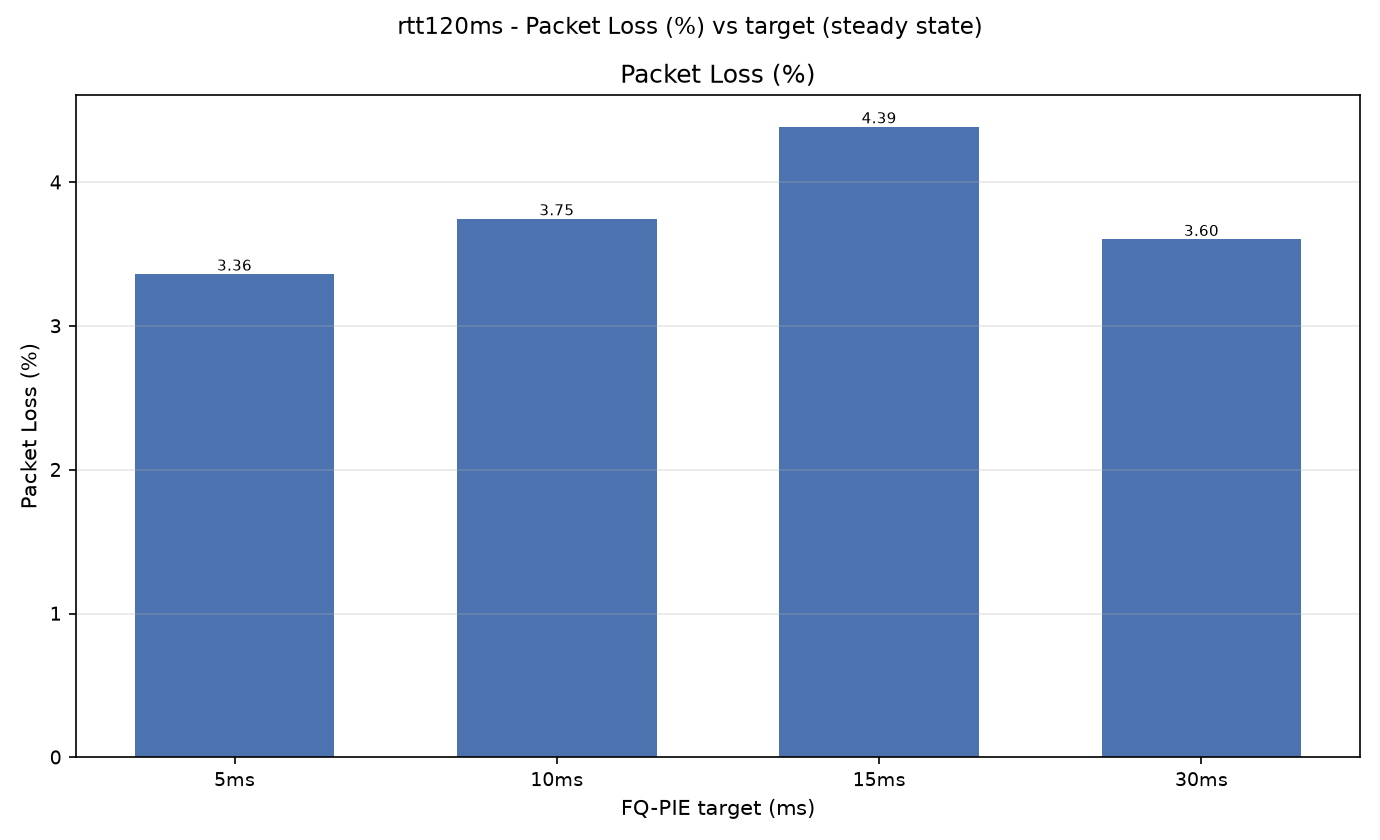 rtt120ms - Packet Loss (%) vs target (steady state)
Packet Loss (%)
4.39
4
3.75
3.60
3.36
3
Packet Loss (%)
2
1
0
5ms
10ms
15ms
30ms
FQ-PIE target (ms)